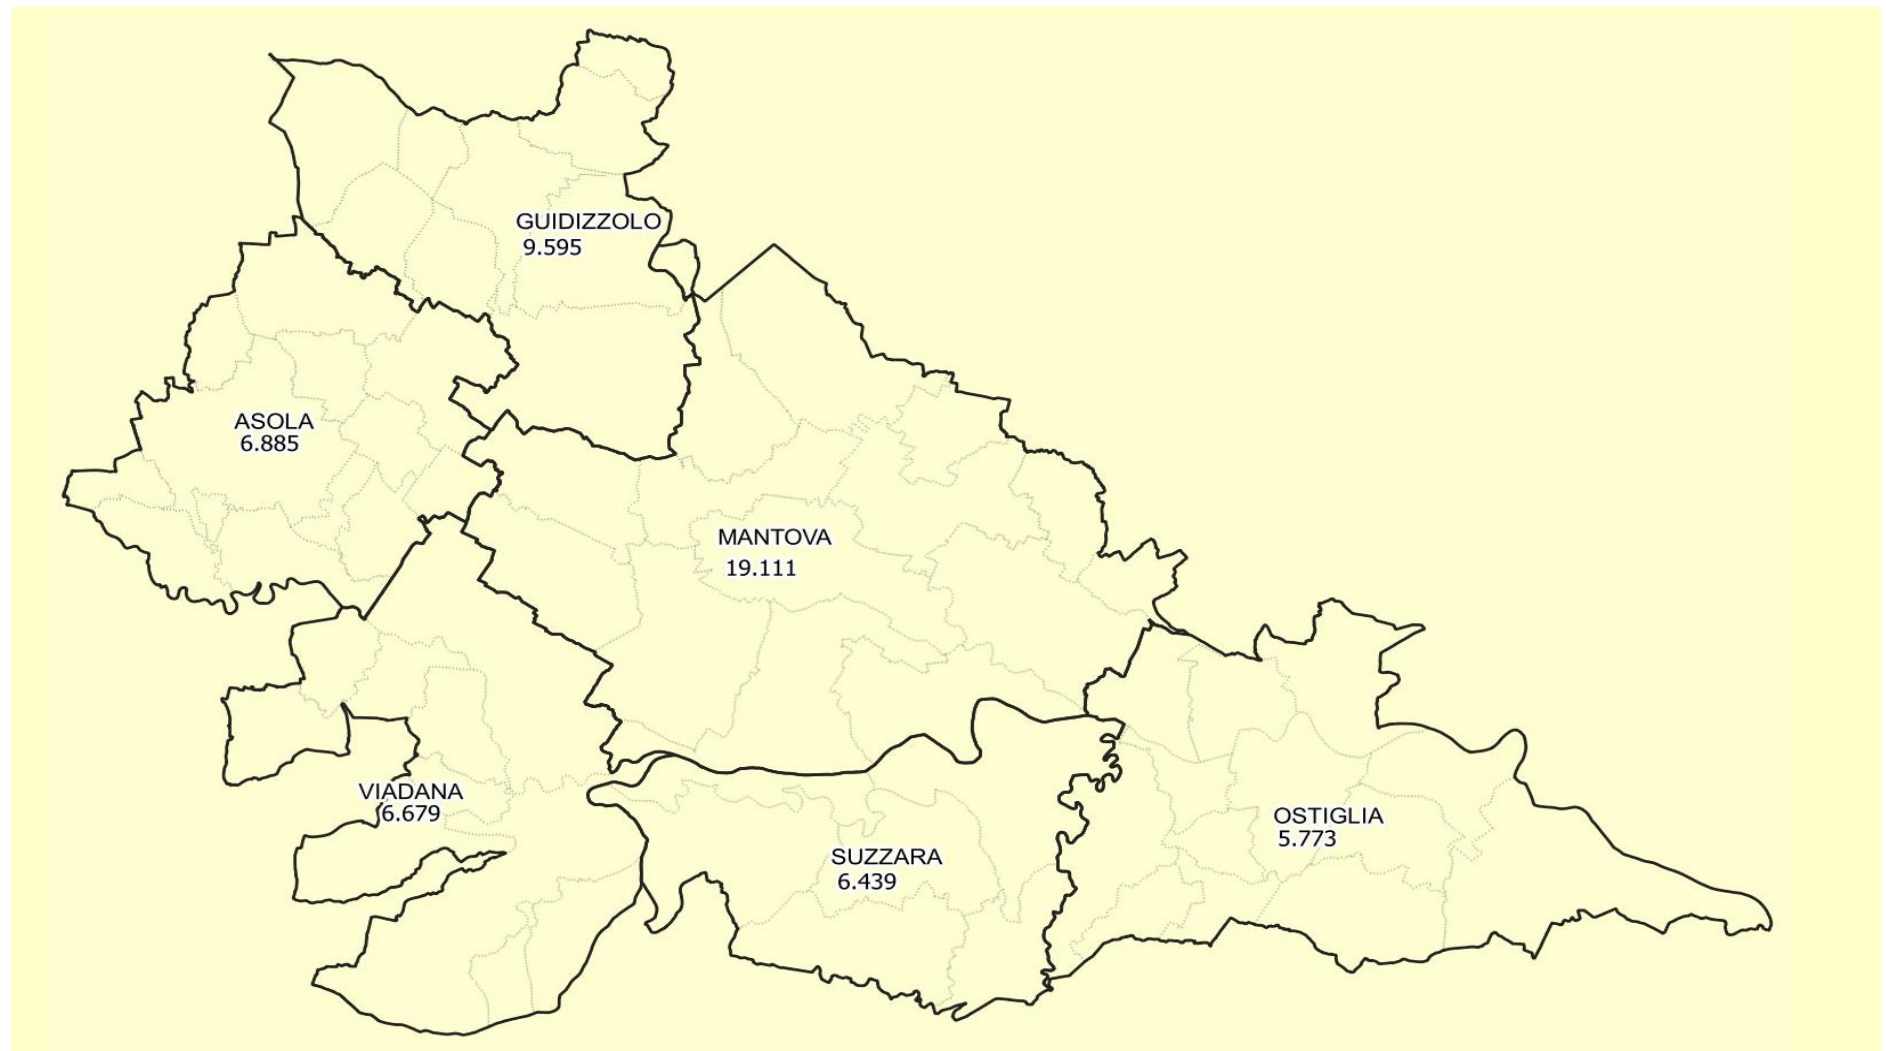 GUIDIZZOLO
9.595
ASOLA
6.885
MANTOVA
19.111
VIADANA
6.679
SUZZARA
6.439
OSTIGLIA
5.773